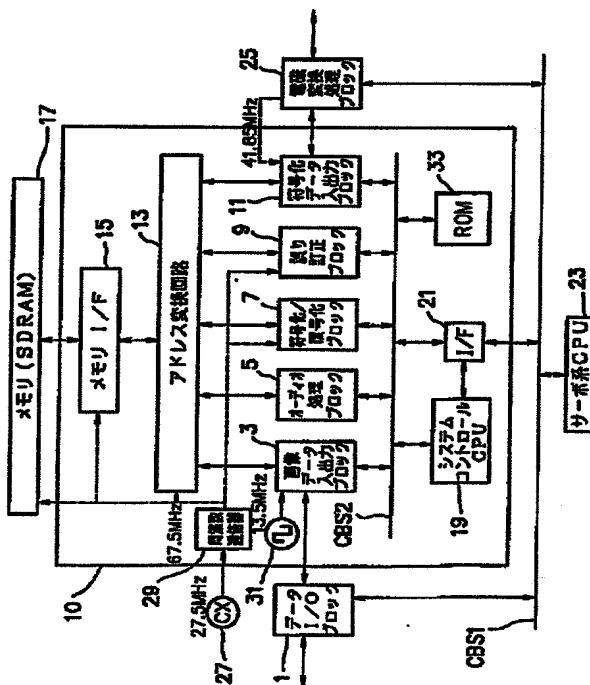 17
メモリ(SDRAM)
10
15
メモリ I/F
13
アドレス変換回路
67.5MHz
27.5MHz
CX
27
29
周波数
逓倍器
13.5MHz
31
41.85MHz
1
データ
I/O
ブロック
3
画像
データ
入出力
ブロック
5
オーディオ
処理
ブロック
7
符号化/
復号化
ブロック
9
誤り
訂正
ブロック
11
符号化
データ
入出力
ブロック
25
電磁
変換
処理
ブロック
CBS2
19
システム
コントロール
CPU
21
I/F
33
ROM
CBS1
サーボ系CPU
23